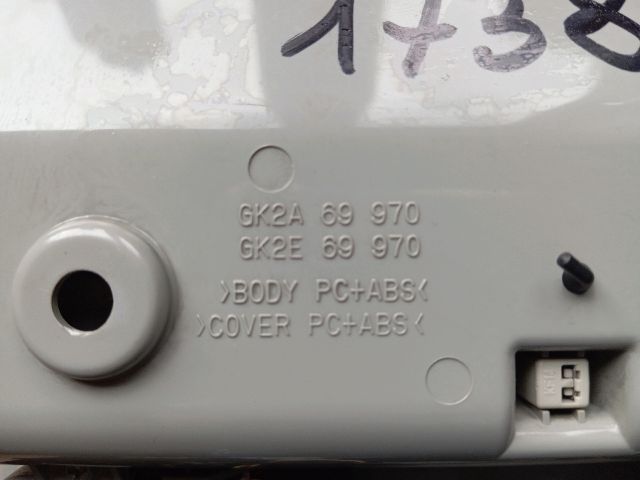 1738
GK2A 69 970
GK2E 69 970
>BODY PC+ABS<
>COVER PC+ABS<